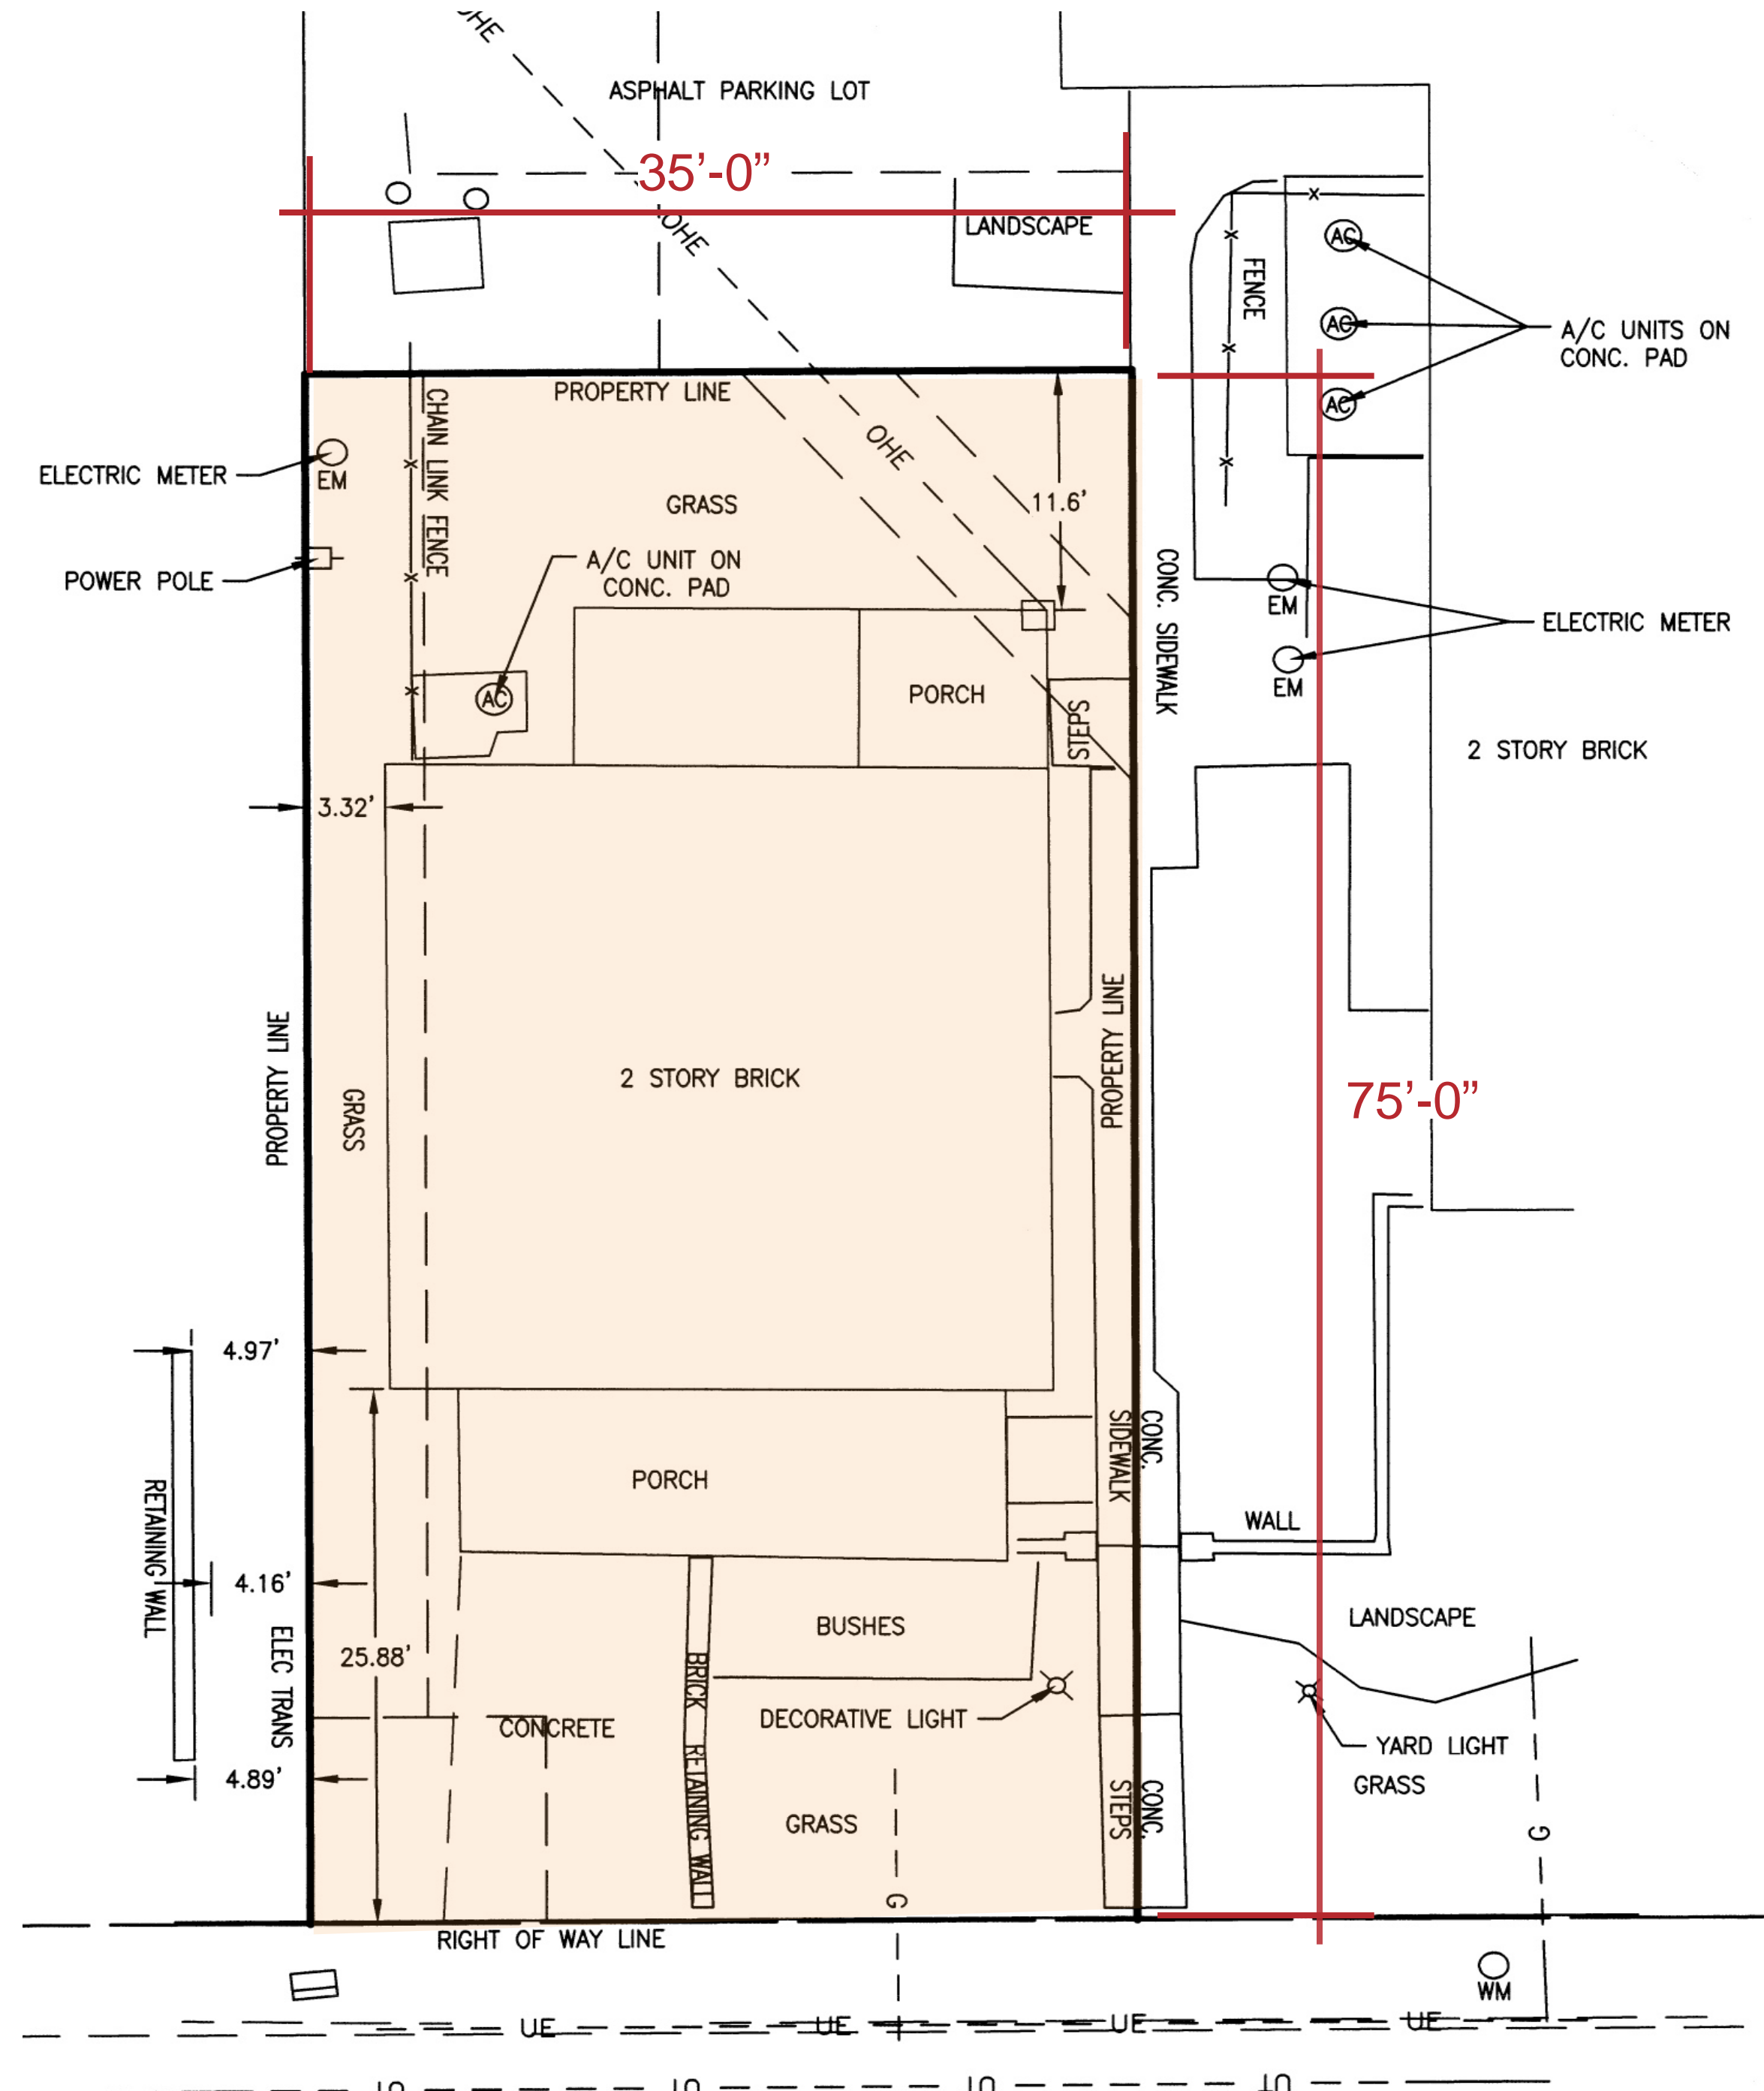 OHE
ASPHALT PARKING LOT
35’-0”
OHE
LANDSCAPE
AC
FENCE
AC
A/C UNITS ON
CONC. PAD
AC
PROPERTY LINE
CHAIN LINK FENCE
OHE
ELECTRIC METER
EM
GRASS
11.6'
A/C UNIT ON
CONC. PAD
POWER POLE
CONC. SIDEWALK
EM
ELECTRIC METER
EM
AC
PORCH
STEPS
2 STORY BRICK
3.32'
PROPERTY LINE
PROPERTY LINE
GRASS
2 STORY BRICK
75’-0”
4.97'
CONC.
SIDEWALK
PORCH
RETAINING WALL
WALL
4.16'
ELEC TRANS
25.88'
BUSHES
LANDSCAPE
BRICK RETAINING WALL
DECORATIVE LIGHT
CONCRETE
YARD LIGHT
4.89'
GRASS
CONC.
STEPS
GRASS
G
G
RIGHT OF WAY LINE
WM
UE
UE
UE
UE